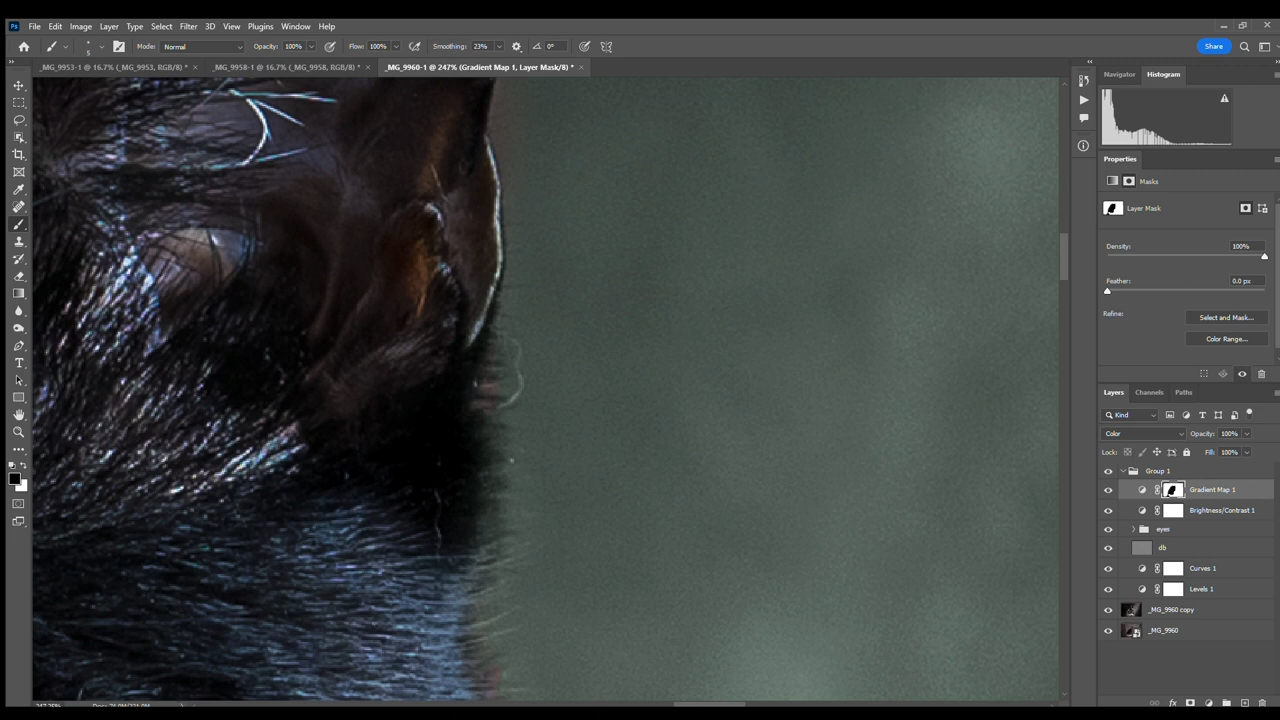 Ps File Edit Image Layer Type Select Filter 3D View Plugins Window Help
5 Mode: Normal Opacity: 100% Flow: 100% Smoothing: 23% 0° Share
_MG_9953-1 @ 16.7% (_MG_9953, RGB/8) * × _MG_9958-1 @ 16.7% (_MG_9958, RGB/8) * × _MG_9960-1 @ 247% (Gradient Map 1, Layer Mask/8) * ×
Navigator Histogram
Properties
Masks
Layer Mask
Density: 100%
Feather: 0.0 px
Refine: Select and Mask...
Color Range...
Layers Channels Paths
Kind
Color Opacity: 100%
Lock: Fill: 100%
Group 1
Gradient Map 1
Brightness/Contrast 1
eyes
db
Curves 1
Levels 1
_MG_9960 copy
_MG_9960